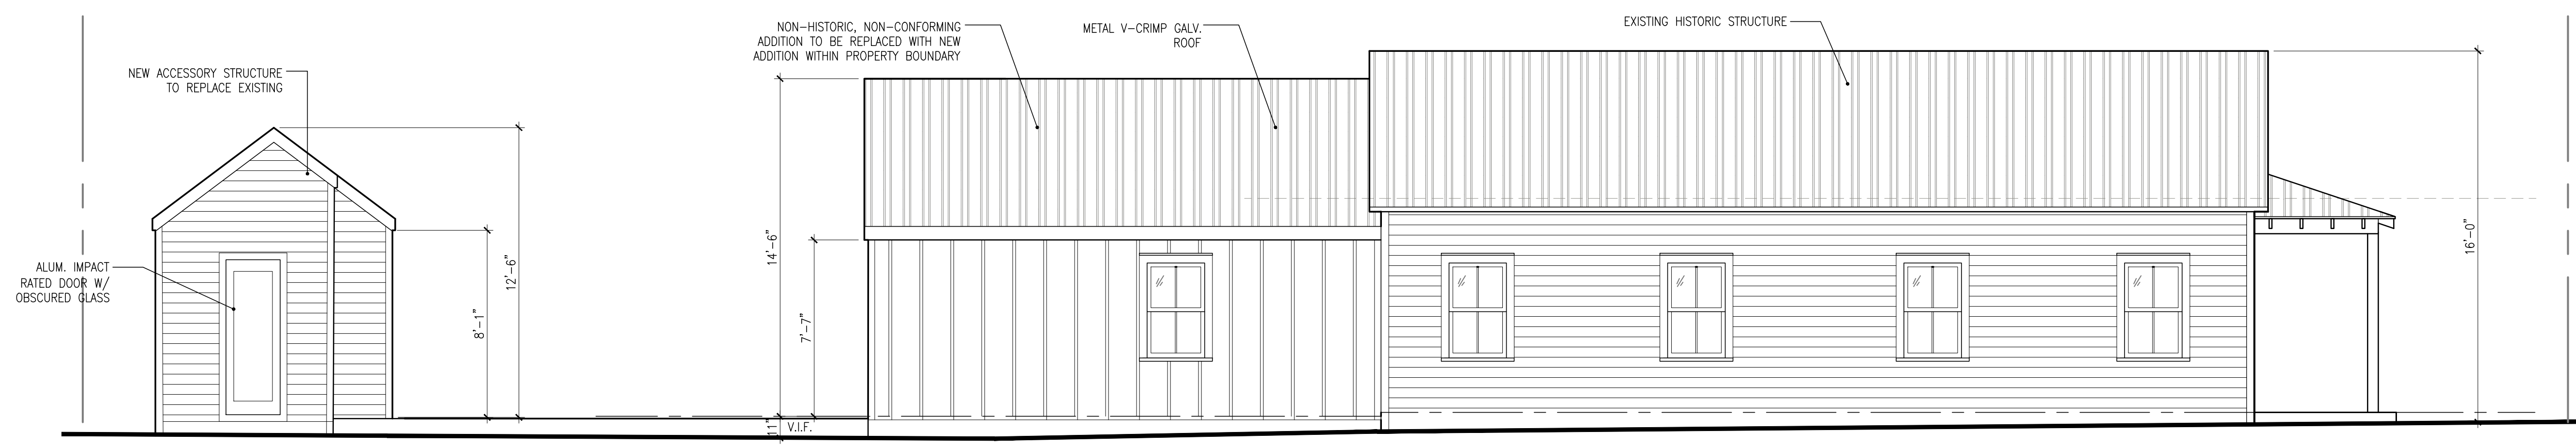 NEW ACCESSORY STRUCTURE
TO REPLACE EXISTING
ALUM. IMPACT
RATED DOOR W/
OBSCURED GLASS
8'-1"
12'-6"
NON-HISTORIC, NON-CONFORMING
ADDITION TO BE REPLACED WITH NEW
ADDITION WITHIN PROPERTY BOUNDARY
METAL V-CRIMP GALV.
ROOF
14'-6"
7'-7"
11"
V.I.F.
EXISTING HISTORIC STRUCTURE
16'-0"